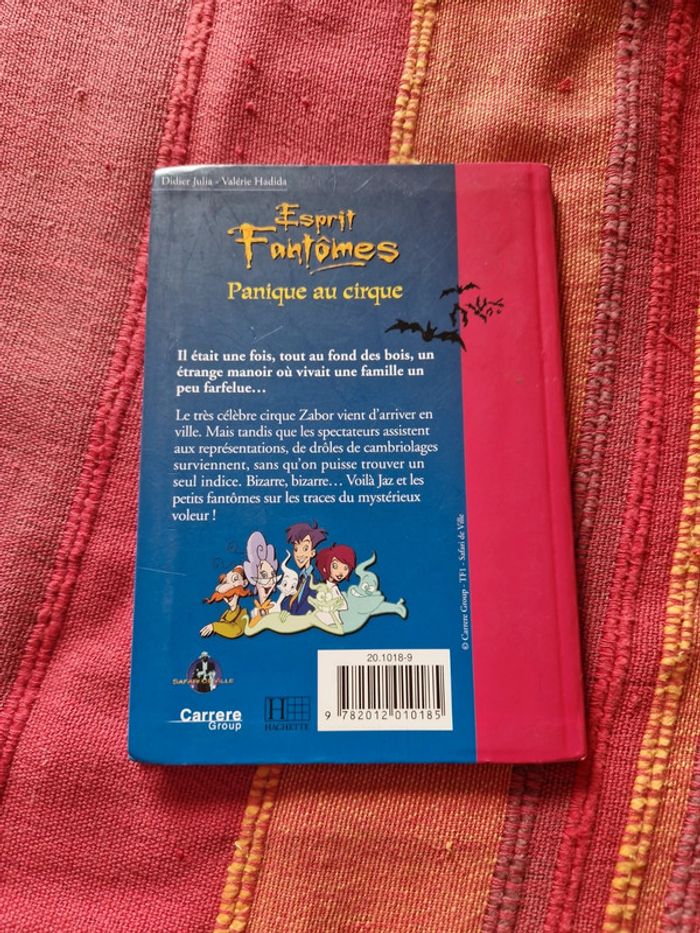 Didier Julia - Valérie Hadida
Esprit
Fantômes
Panique au cirque
Il était une fois, tout au fond des bois, un
étrange manoir où vivait une famille un
peu farfelue…
Le très célèbre cirque Zabor vient d'arriver en
ville. Mais tandis que les spectateurs assistent
aux représentations, de drôles de cambriolages
surviennent, sans qu'on puisse trouver un
seul indice. Bizarre, bizarre… Voilà Jaz et les
petits fantômes sur les traces du mystérieux
voleur !
© Carrere Group - TF1 - Safari de Ville
20.1018-9
9 782012 010185
SAFARI DE VILLE
Carrere
Group
H
HACHETTE